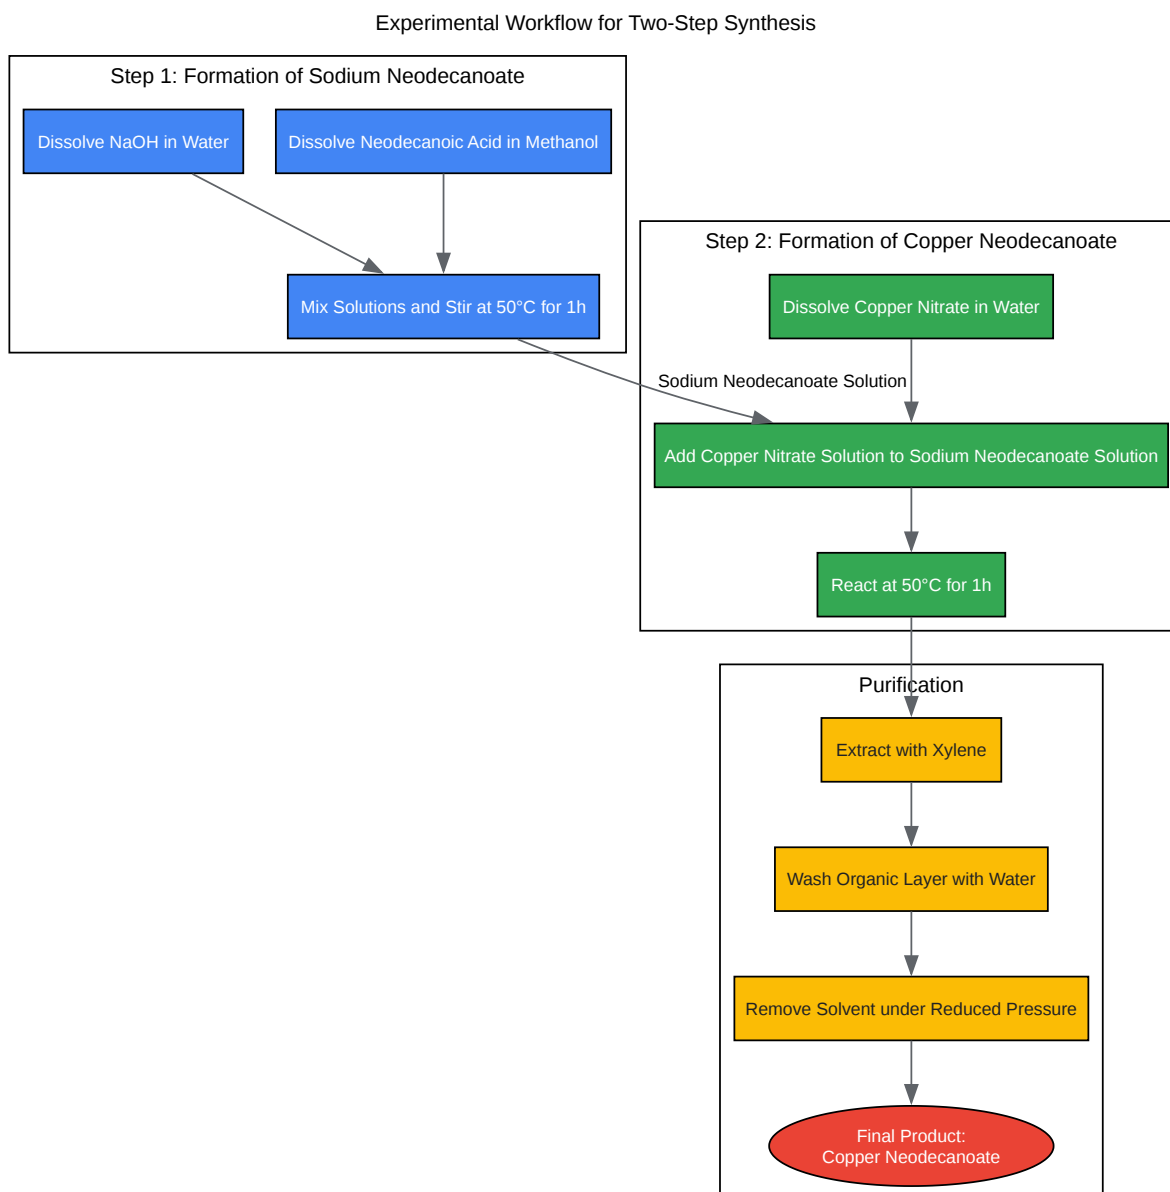 Experimental Workflow for Two-Step Synthesis
Step 1: Formation of Sodium Neodecanoate
Dissolve NaOH in Water
Dissolve Neodecanoic Acid in Methanol
Mix Solutions and Stir at 50°C for 1h
Step 2: Formation of Copper Neodecanoate
Dissolve Copper Nitrate in Water
Sodium Neodecanoate Solution
Add Copper Nitrate Solution to Sodium Neodecanoate Solution
React at 50°C for 1h
Purification
Extract with Xylene
Wash Organic Layer with Water
Remove Solvent under Reduced Pressure
Final Product:
Copper Neodecanoate